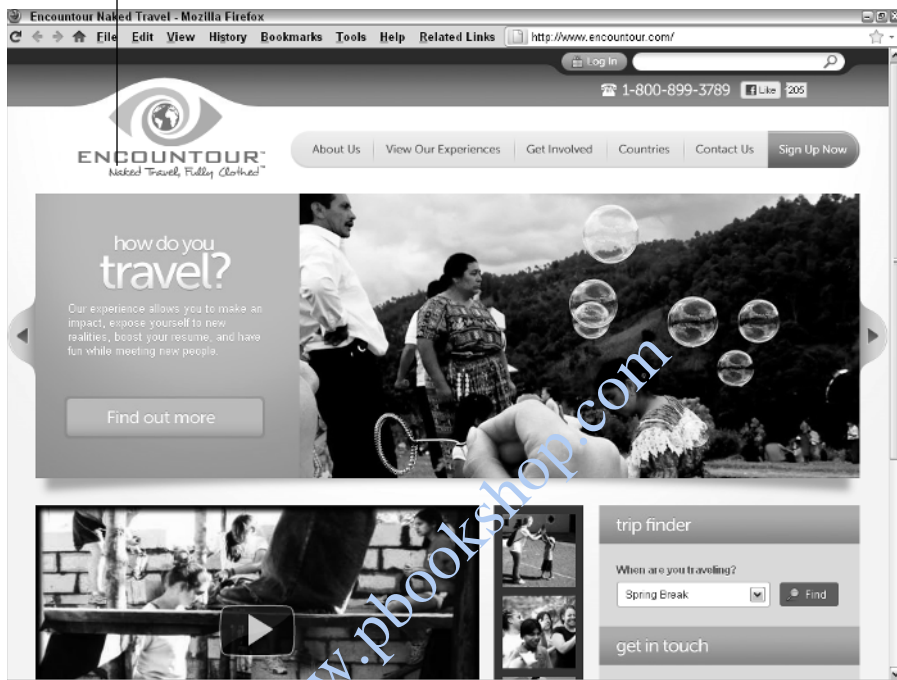 Encountour Naked Travel - Mozilla Firefox
File Edit View History Bookmarks Tools Help Related Links http://www.encountour.com/
Log In
1-800-899-3789 Like 205
ENCOUNTOUR™
Naked Travel, Fully Clothed™
About Us View Our Experiences Get Involved Countries Contact Us Sign Up Now
how do you
travel?
Our experience allows you to make an
impact, expose yourself to new
realities, boost your resume, and have
fun while meeting new people.
Find out more
trip finder
When are you traveling?
Spring Break Find
get in touch
w.pbookshop.com